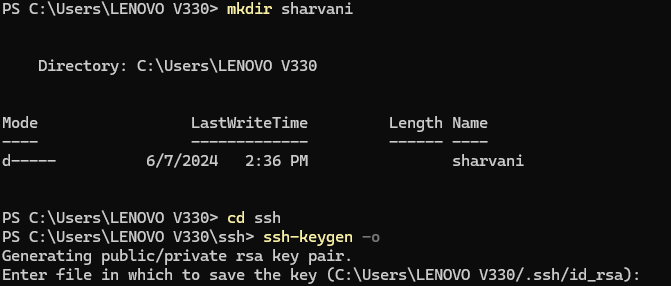 PS C:\Users\LENOVO V330> mkdir sharvani
Directory: C:\Users\LENOVO V330
Mode LastWriteTime Length Name
---- ------------- ------ ----
d----- 6/7/2024 2:36 PM sharvani
PS C:\Users\LENOVO V330> cd ssh
PS C:\Users\LENOVO V330\ssh> ssh-keygen -o
Generating public/private rsa key pair.
Enter file in which to save the key (C:\Users\LENOVO V330/.ssh/id_rsa):